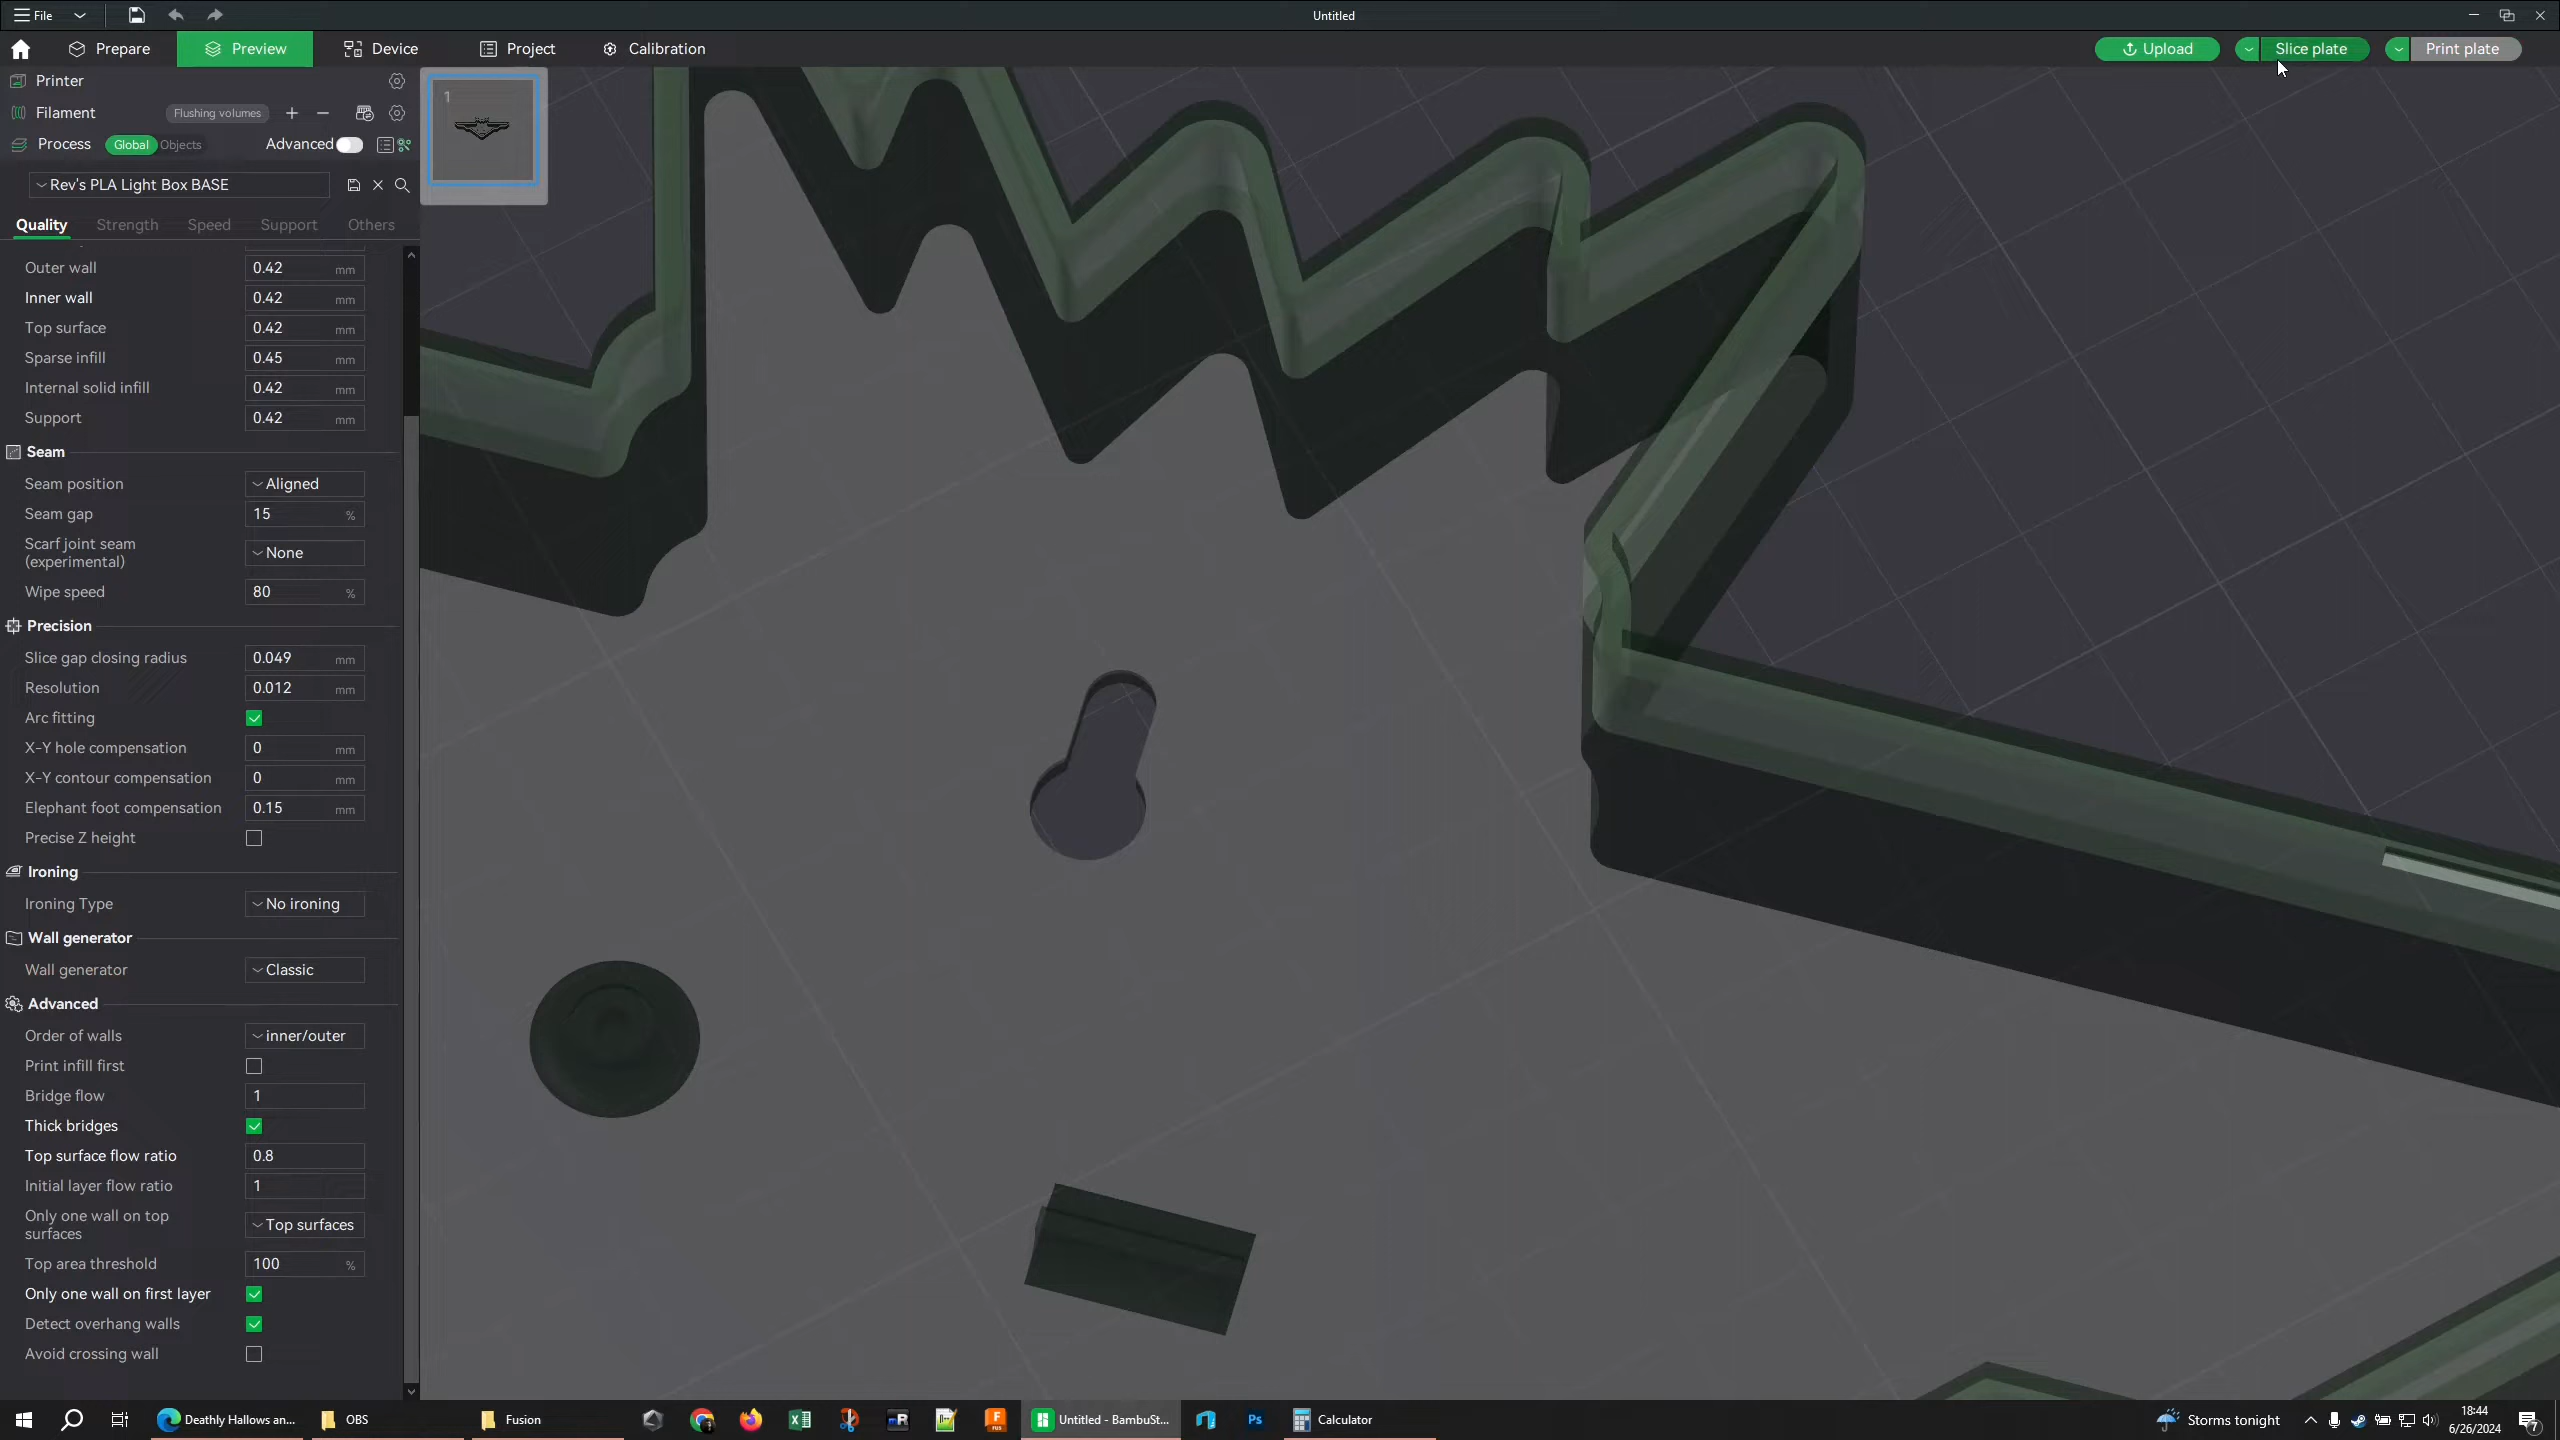 File
Untitled
Prepare
Preview
Device
Project
Calibration
Upload
Slice plate
Print plate
Printer
Filament
Flushing volumes
Process
Global
Objects
Advanced
Rev's PLA Light Box BASE
Quality
Strength
Speed
Support
Others
1
Outer wall 0.42 mm
Inner wall 0.42 mm
Top surface 0.42 mm
Sparse infill 0.45 mm
Internal solid infill 0.42 mm
Support 0.42 mm
Seam
Seam position Aligned
Seam gap 15 %
Scarf joint seam
(experimental) None
Wipe speed 80 %
Precision
Slice gap closing radius 0.049 mm
Resolution 0.012 mm
Arc fitting
X-Y hole compensation 0 mm
X-Y contour compensation 0 mm
Elephant foot compensation 0.15 mm
Precise Z height
Ironing
Ironing Type No ironing
Wall generator
Wall generator Classic
Advanced
Order of walls inner/outer
Print infill first
Bridge flow 1
Thick bridges
Top surface flow ratio 0.8
Initial layer flow ratio 1
Only one wall on top
surfaces Top surfaces
Top area threshold 100 %
Only one wall on first layer
Detect overhang walls
Avoid crossing wall
Deathly Hallows an...
OBS
Fusion
Untitled - BambuSt...
Ps
Calculator
Storms tonight
18:44
6/26/2024
7